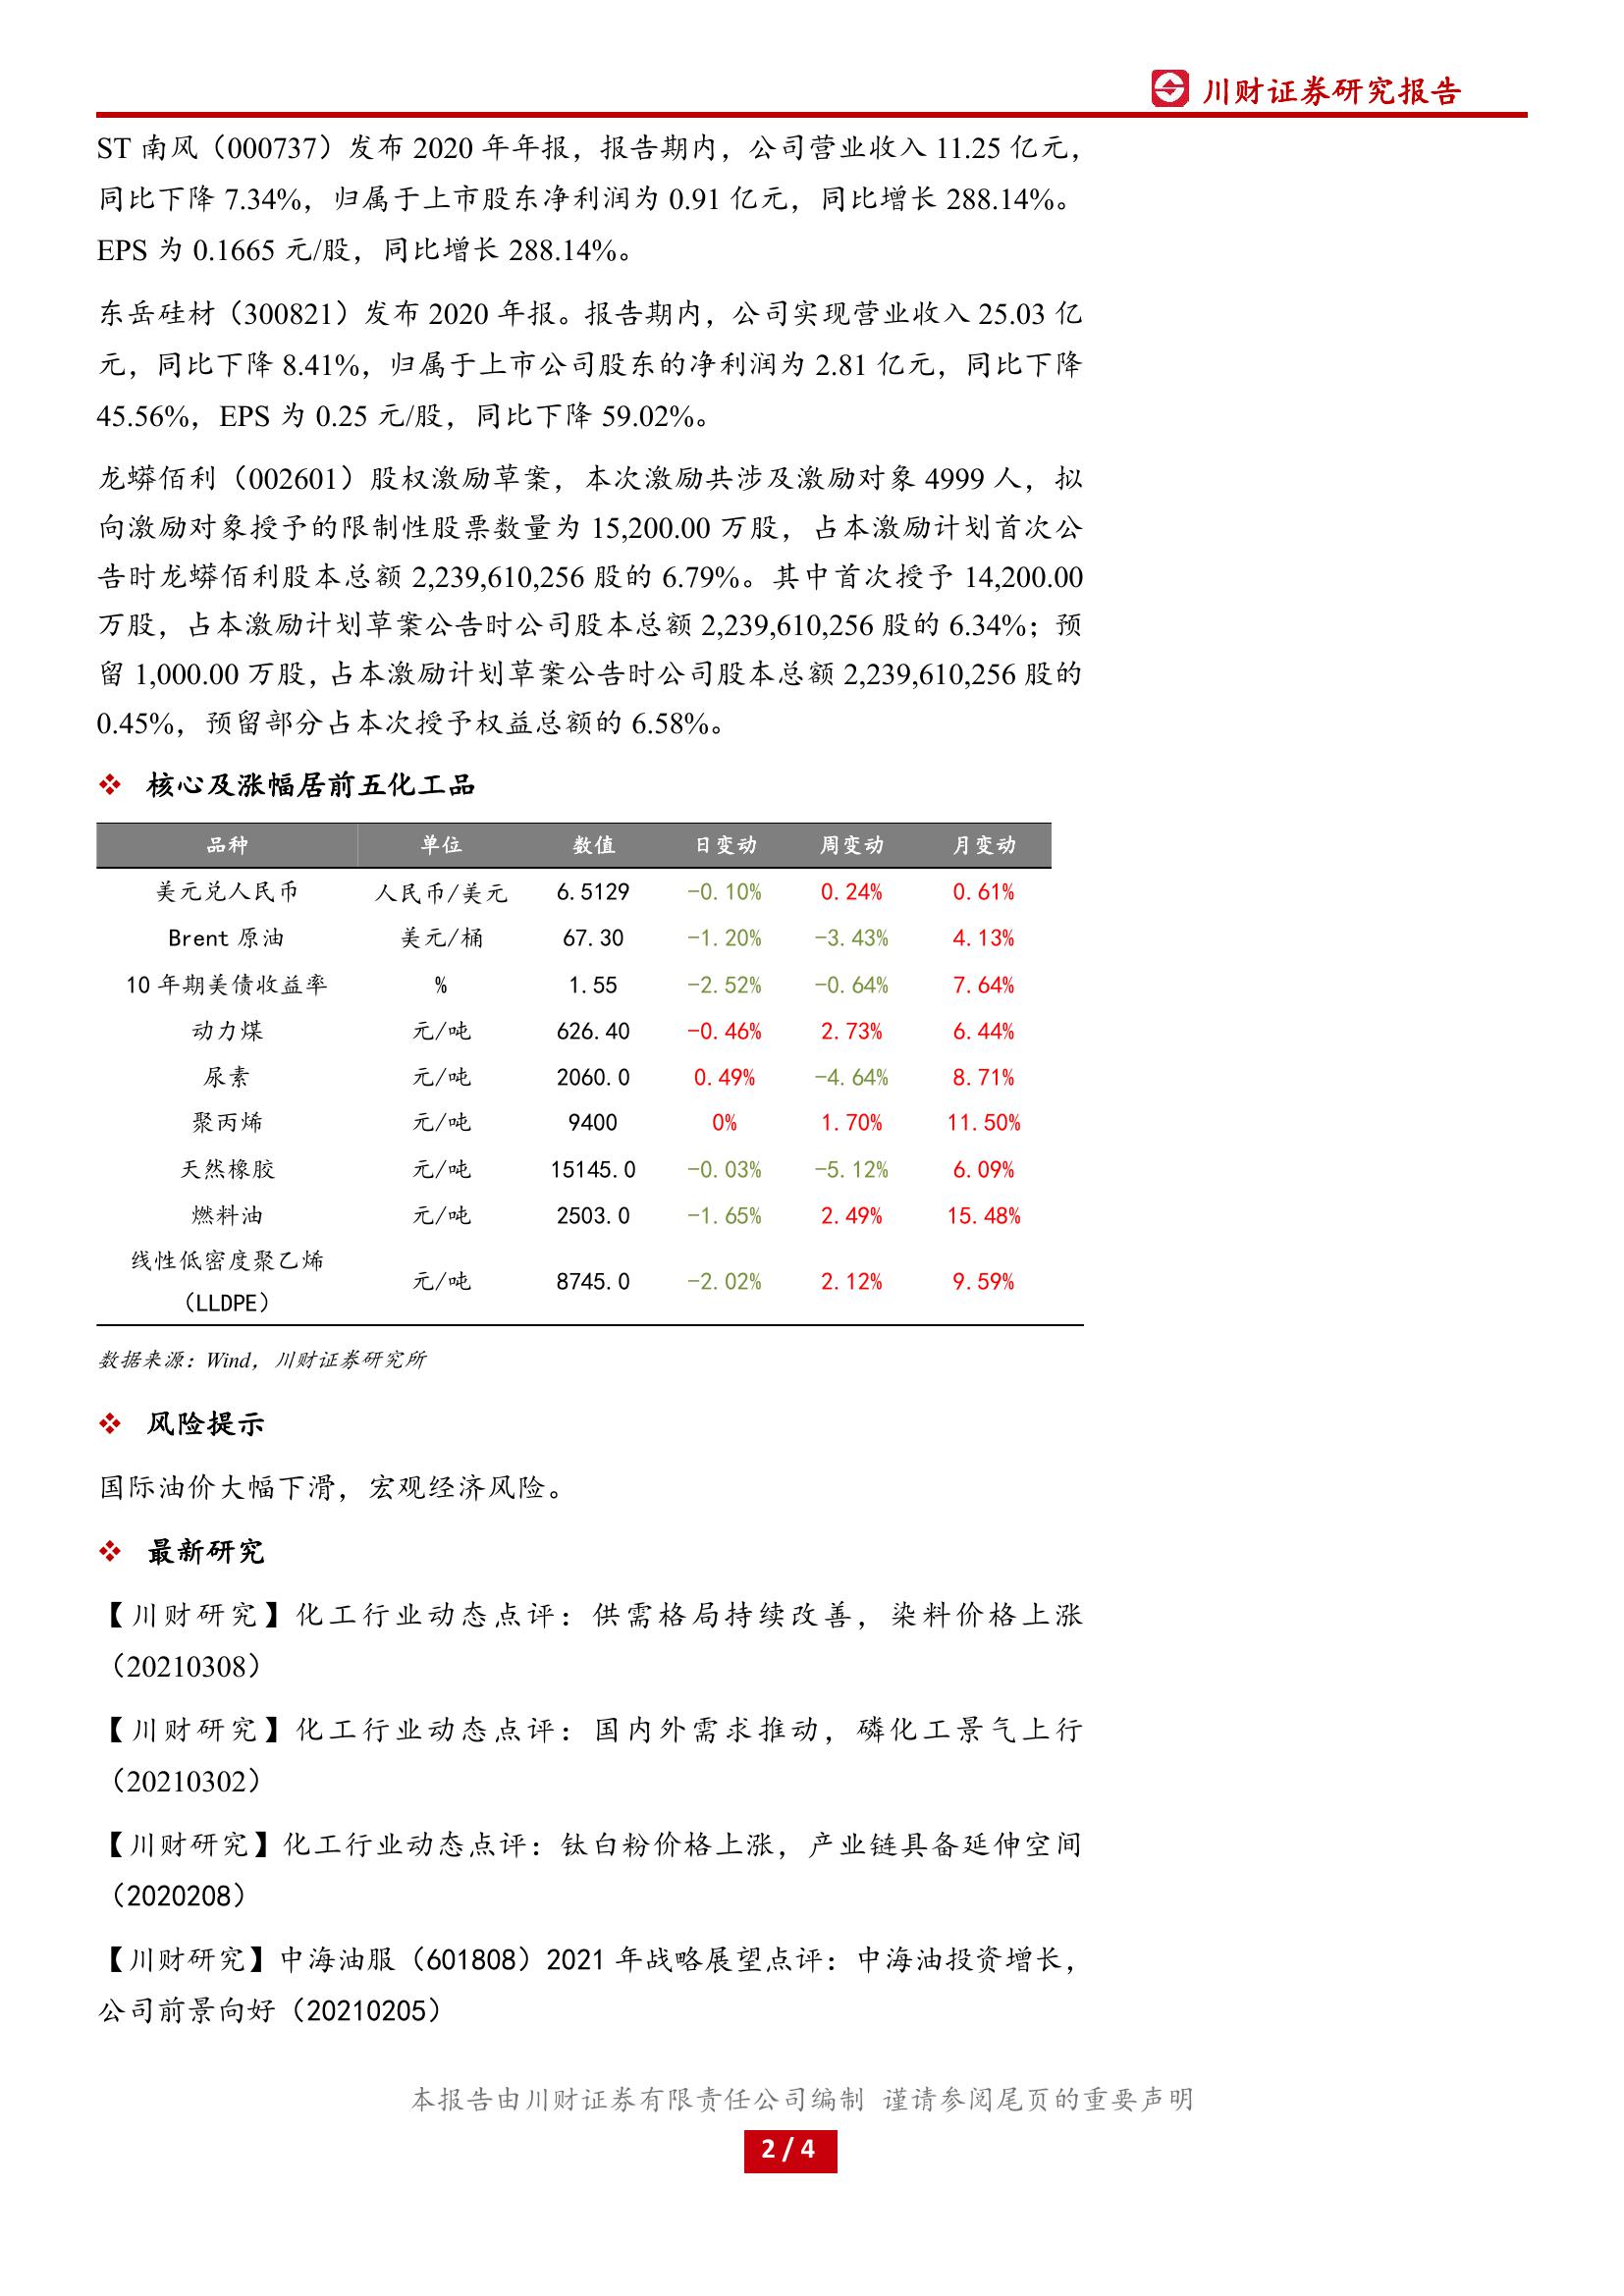 川财证券研究报告
ST 南风（000737）发布 2020 年年报，报告期内，公司营业收入 11.25 亿元，
同比下降 7.34%，归属于上市股东净利润为 0.91 亿元，同比增长 288.14%。
EPS 为 0.1665 元/股，同比增长 288.14%。
东岳硅材（300821）发布 2020 年报。报告期内，公司实现营业收入 25.03 亿
元，同比下降 8.41%，归属于上市公司股东的净利润为 2.81 亿元，同比下降
45.56%，EPS 为 0.25 元/股，同比下降 59.02%。
龙蟒佰利（002601）股权激励草案，本次激励共涉及激励对象 4999 人，拟
向激励对象授予的限制性股票数量为 15,200.00 万股，占本激励计划首次公
告时龙蟒佰利股本总额 2,239,610,256 股的 6.79%。其中首次授予 14,200.00
万股，占本激励计划草案公告时公司股本总额 2,239,610,256 股的 6.34%；预
留 1,000.00 万股，占本激励计划草案公告时公司股本总额 2,239,610,256 股的
0.45%，预留部分占本次授予权益总额的 6.58%。
❖ 核心及涨幅居前五化工品
品种 单位 数值 日变动 周变动 月变动
美元兑人民币 人民币/美元 6.5129 -0.10% 0.24% 0.61%
Brent 原油 美元/桶 67.30 -1.20% -3.43% 4.13%
10 年期美债收益率 % 1.55 -2.52% -0.64% 7.64%
动力煤 元/吨 626.40 -0.46% 2.73% 6.44%
尿素 元/吨 2060.0 0.49% -4.64% 8.71%
聚丙烯 元/吨 9400 0% 1.70% 11.50%
天然橡胶 元/吨 15145.0 -0.03% -5.12% 6.09%
燃料油 元/吨 2503.0 -1.65% 2.49% 15.48%
线性低密度聚乙烯
（LLDPE） 元/吨 8745.0 -2.02% 2.12% 9.59%
数据来源：Wind，川财证券研究所
❖ 风险提示
国际油价大幅下滑，宏观经济风险。
❖ 最新研究
【川财研究】化工行业动态点评：供需格局持续改善，染料价格上涨
（20210308）
【川财研究】化工行业动态点评：国内外需求推动，磷化工景气上行
（20210302）
【川财研究】化工行业动态点评：钛白粉价格上涨，产业链具备延伸空间
（2020208）
【川财研究】中海油服（601808）2021 年战略展望点评：中海油投资增长，
公司前景向好（20210205）
本报告由川财证券有限责任公司编制 谨请参阅尾页的重要声明
2 / 4